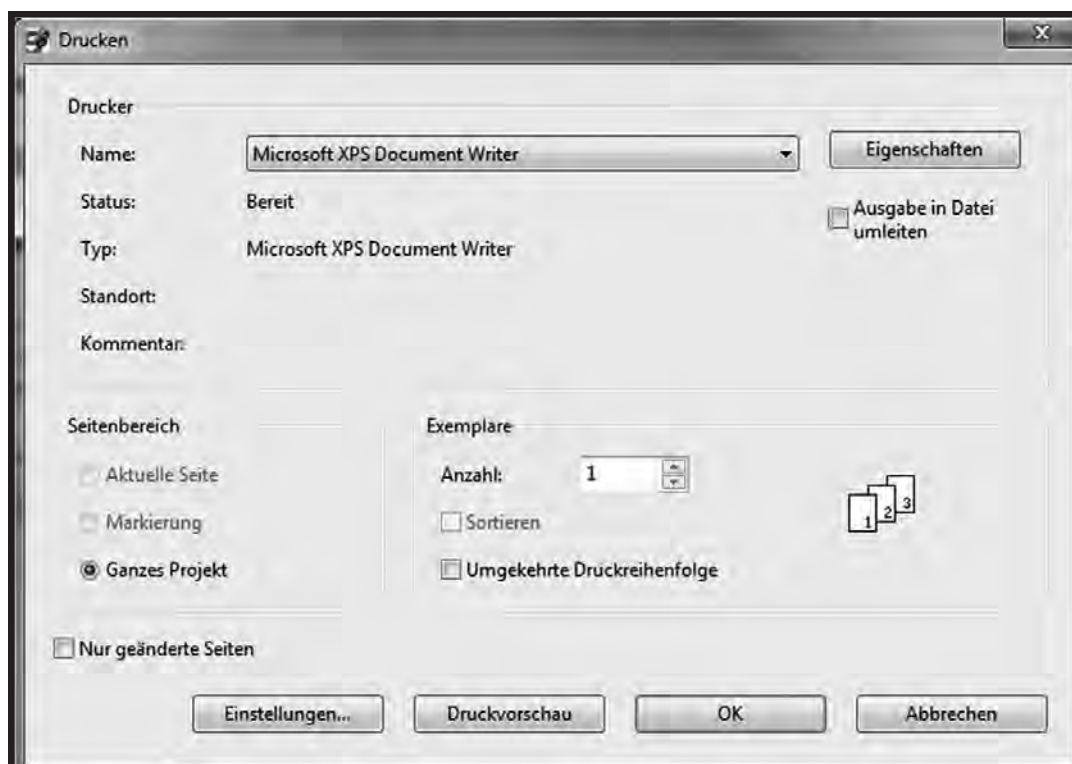 Drucken
X
Drucker
Name: Microsoft XPS Document Writer Eigenschaften
Status: Bereit
Ausgabe in Datei
umleiten
Typ: Microsoft XPS Document Writer
Standort:
Kommentar:
Seitenbereich
Aktuelle Seite
Markierung
Ganzes Projekt
Exemplare
Anzahl: 1
Sortieren
Umgekehrte Druckreihenfolge
1 2 3
Nur geänderte Seiten
Einstellungen... Druckvorschau OK Abbrechen